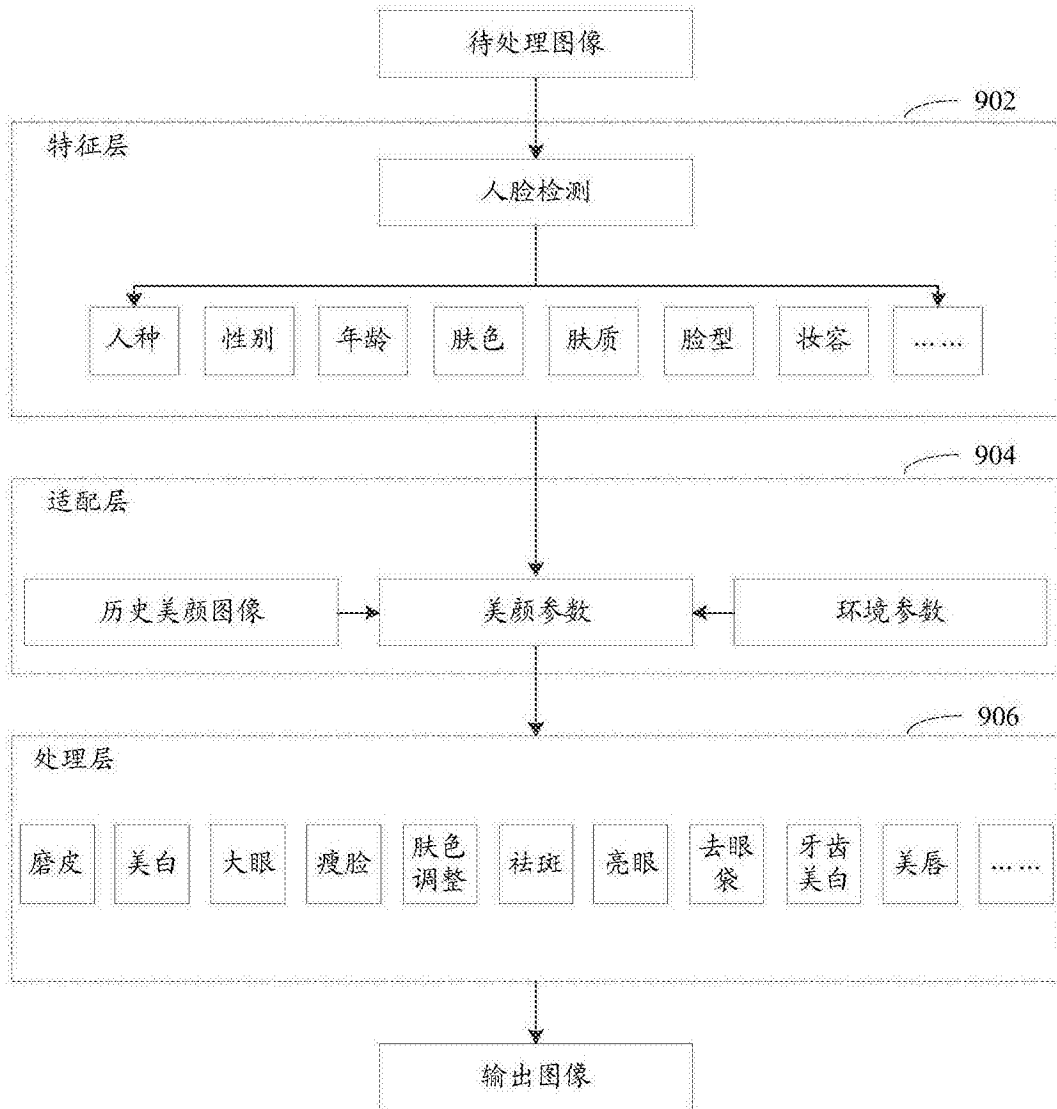 待处理图像
902
特征层
人脸检测
人种
性别
年龄
肤色
肤质
脸型
妆容
……
904
适配层
历史美颜图像
美颜参数
环境参数
906
处理层
磨皮
美白
大眼
瘦脸
肤色
调整
祛斑
亮眼
去眼
袋
牙齿
美白
美唇
……
输出图像